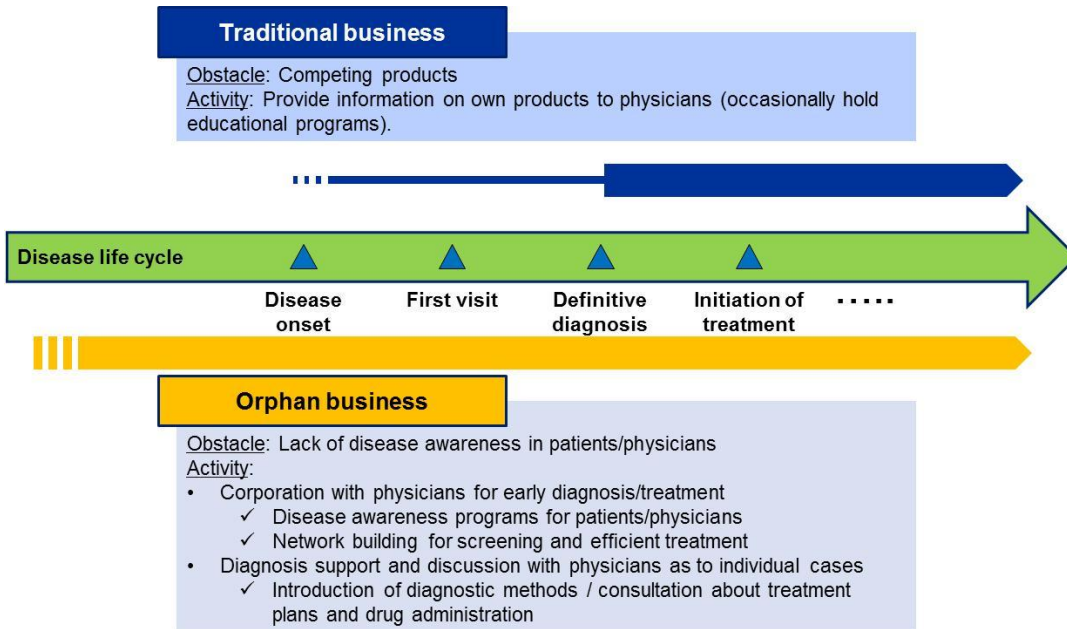 Traditional business
Obstacle: Competing products
Activity: Provide information on own products to physicians (occasionally hold
educational programs).
Disease life cycle
Disease
onset
First visit
Definitive
diagnosis
Initiation of
treatment
.....
Orphan business
Obstacle: Lack of disease awareness in patients/physicians
Activity:
• Corporation with physicians for early diagnosis/treatment
✓ Disease awareness programs for patients/physicians
✓ Network building for screening and efficient treatment
• Diagnosis support and discussion with physicians as to individual cases
✓ Introduction of diagnostic methods / consultation about treatment
plans and drug administration